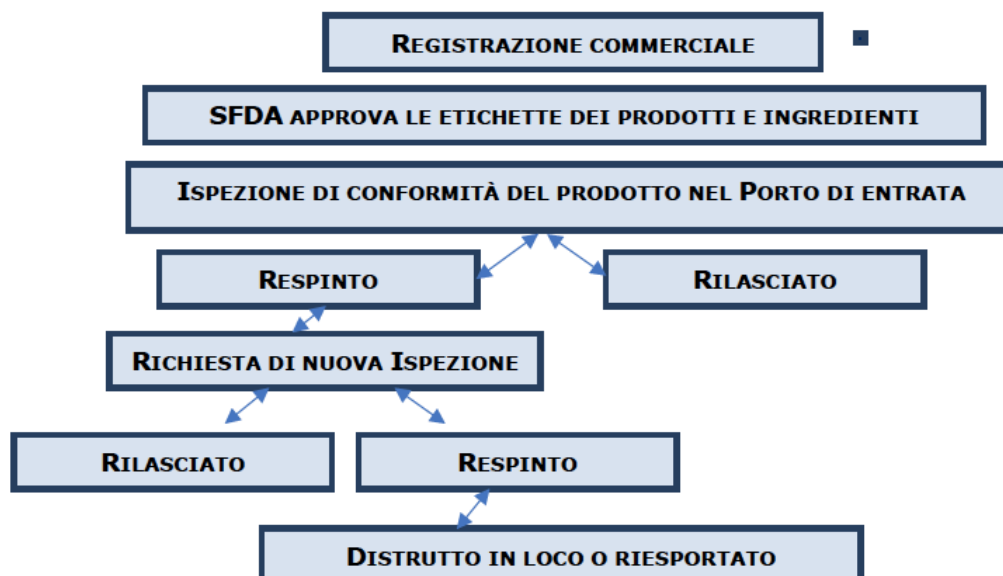 Registrazione commerciale
SFDA approva le etichette dei prodotti e ingredienti
Ispezione di conformità del prodotto nel Porto di entrata
Respinto
Rilasciato
Richiesta di nuova Ispezione
Rilasciato
Respinto
Distrutto in loco o riesportato